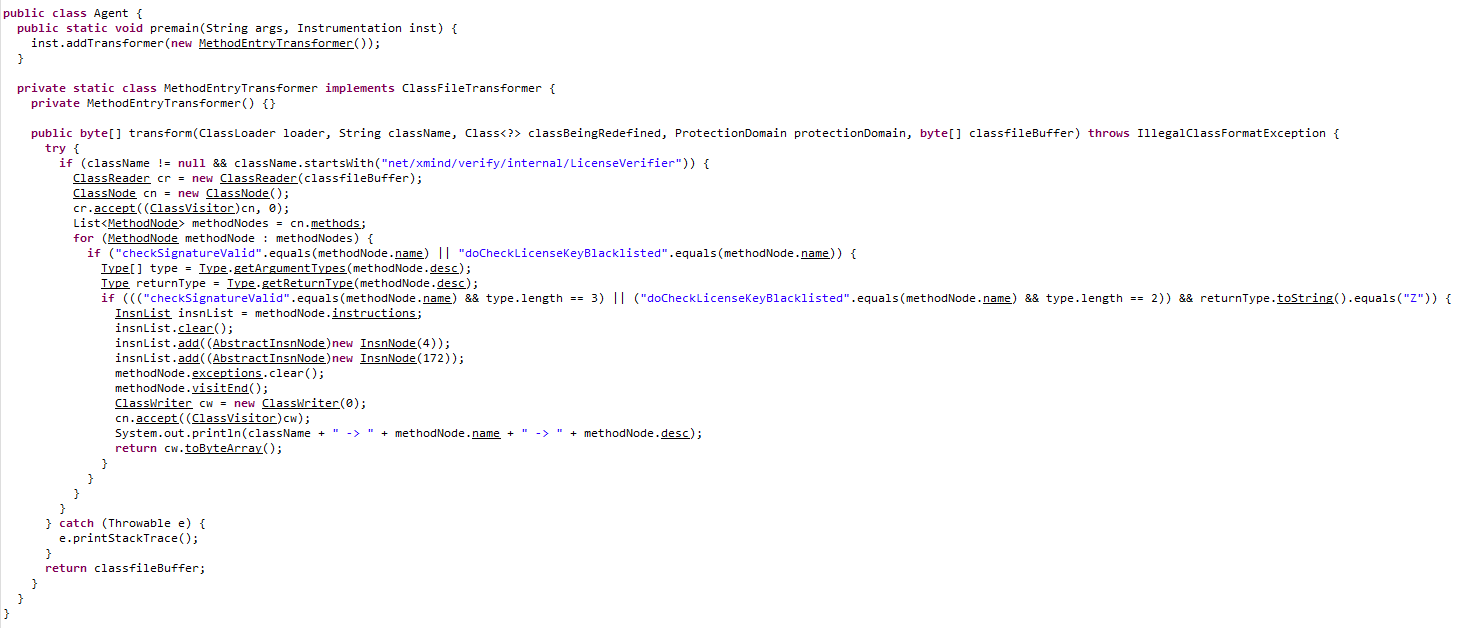 public class Agent {
  public static void premain(String args, Instrumentation inst) {
    inst.addTransformer(new MethodEntryTransformer());
  }

  private static class MethodEntryTransformer implements ClassFileTransformer {
    private MethodEntryTransformer() {}

    public byte[] transform(ClassLoader loader, String className, Class<?> classBeingRedefined, ProtectionDomain protectionDomain, byte[] classfileBuffer) throws IllegalClassFormatException {
      try {
        if (className != null && className.startsWith("net/xmind/verify/internal/LicenseVerifier")) {
          ClassReader cr = new ClassReader(classfileBuffer);
          ClassNode cn = new ClassNode();
          cr.accept((ClassVisitor)cn, 0);
          List<MethodNode> methodNodes = cn.methods;
          for (MethodNode methodNode : methodNodes) {
            if ("checkSignatureValid".equals(methodNode.name) || "doCheckLicenseKeyBlacklisted".equals(methodNode.name)) {
              Type[] type = Type.getArgumentTypes(methodNode.desc);
              Type returnType = Type.getReturnType(methodNode.desc);
              if ((("checkSignatureValid".equals(methodNode.name) && type.length == 3) || ("doCheckLicenseKeyBlacklisted".equals(methodNode.name) && type.length == 2)) && returnType.toString().equals("Z")) {
                InsnList insnList = methodNode.instructions;
                insnList.clear();
                insnList.add((AbstractInsnNode)new InsnNode(4));
                insnList.add((AbstractInsnNode)new InsnNode(172));
                methodNode.exceptions.clear();
                methodNode.visitEnd();
                ClassWriter cw = new ClassWriter(0);
                cn.accept((ClassVisitor)cw);
                System.out.println(className + " -> " + methodNode.name + " -> " + methodNode.desc);
                return cw.toByteArray();
              }
            }
          }
        }
      } catch (Throwable e) {
        e.printStackTrace();
      }
      return classfileBuffer;
    }
  }
}